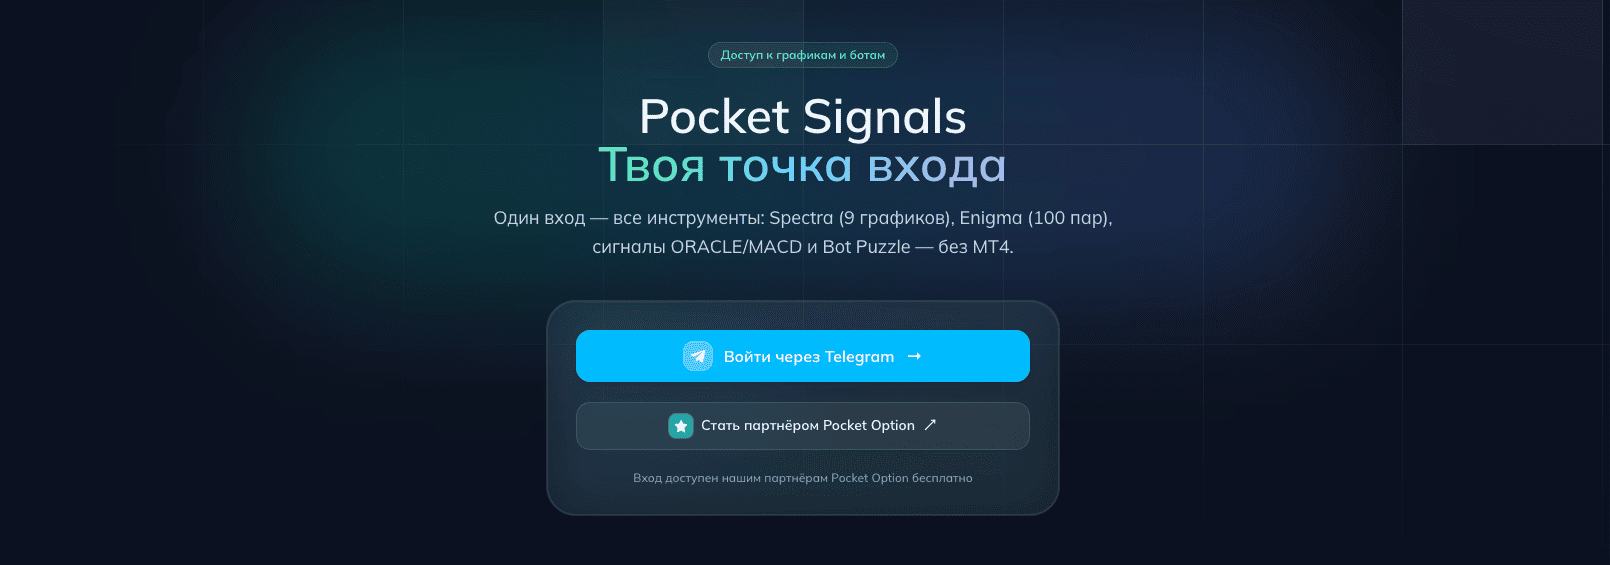 Доступ к графикам и ботам
Pocket Signals
Твоя точка входа
Один вход — все инструменты: Spectra (9 графиков), Enigma (100 пар),
сигналы ORACLE/MACD и Bot Puzzle — без MT4.
Войти через Telegram →
Стать партнёром Pocket Option ↗
Вход доступен нашим партнёрам Pocket Option бесплатно